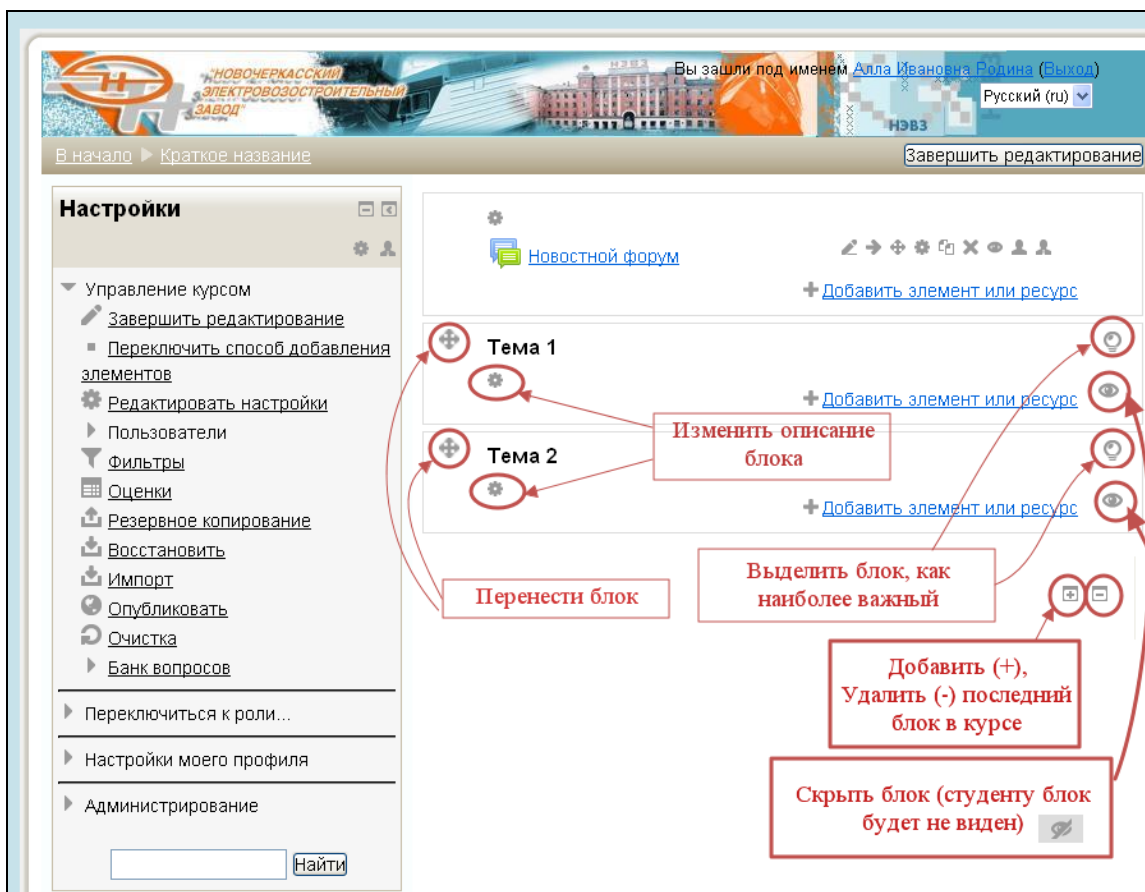 "НОВОЧЕРКАССКИЙ
ЭЛЕКТРОВОЗОСТРОИТЕЛЬНЫЙ
ЗАВОД"
НЭВЗ
Вы зашли под именем Алла Ивановна Родина (Выход)
Русский (ru)
НЭВЗ
В начало Краткое название
Завершить редактирование
Настройки
Управление курсом
Завершить редактирование
Переключить способ добавления
элементов
Редактировать настройки
Пользователи
Фильтры
Оценки
Резервное копирование
Восстановить
Импорт
Опубликовать
Очистка
Банк вопросов
Переключиться к роли...
Настройки моего профиля
Администрирование
Найти
Новостной форум
Добавить элемент или ресурс
Тема 1
Добавить элемент или ресурс
Изменить описание
блока
Тема 2
Добавить элемент или ресурс
Перенести блок
Выделить блок, как
наиболее важный
Добавить (+),
Удалить (-) последний
блок в курсе
Скрыть блок (студенту блок
будет не виден)